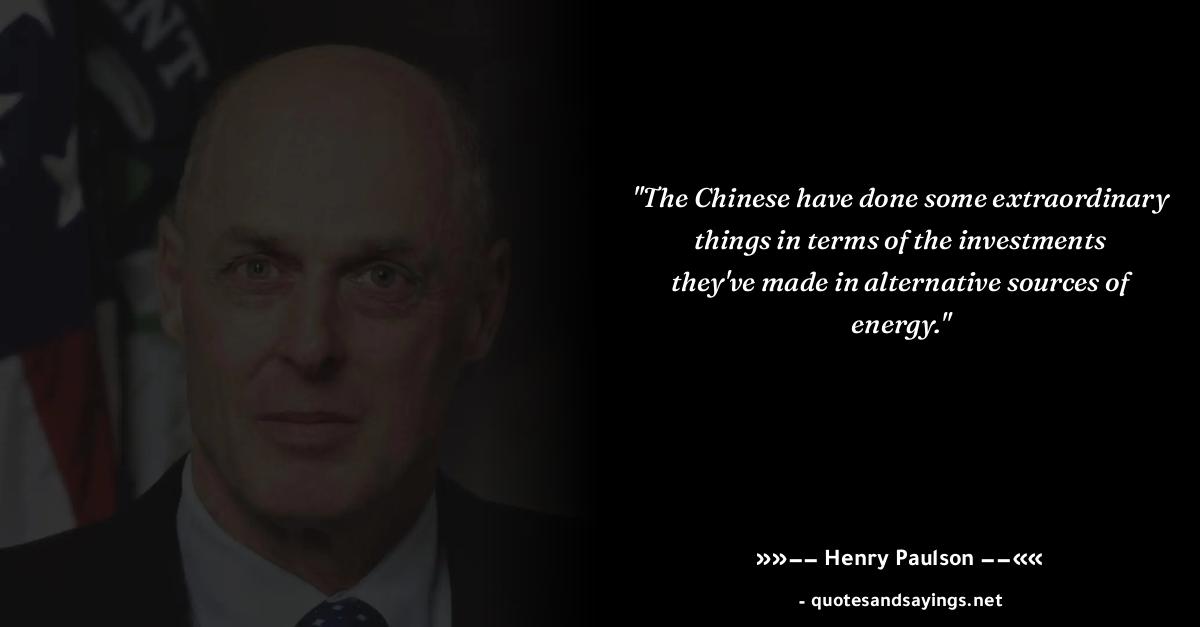 ENT
"The Chinese have done some extraordinary
things in terms of the investments
they've made in alternative sources of
energy."
»»−− Henry Paulson −−««
- quotesandsayings.net